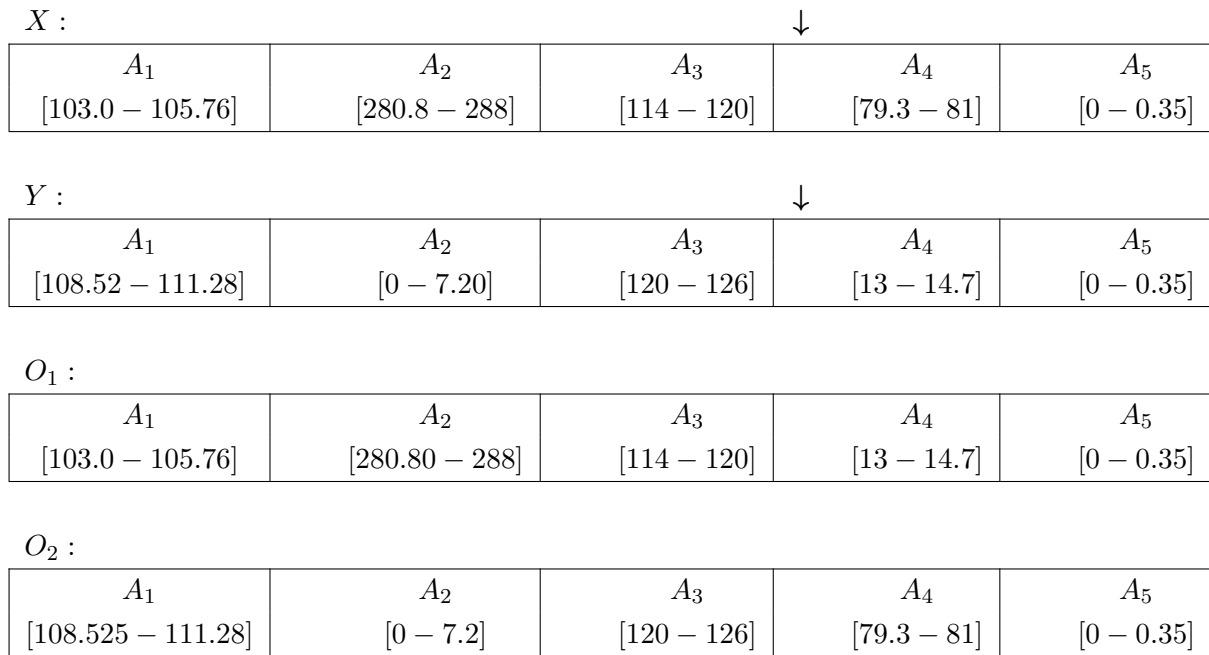 X : ↓
A₁ A₂ A₃ A₄ A₅
[103.0 − 105.76] [280.8 − 288] [114 − 120] [79.3 − 81] [0 − 0.35]
Y : ↓
A₁ A₂ A₃ A₄ A₅
[108.52 − 111.28] [0 − 7.20] [120 − 126] [13 − 14.7] [0 − 0.35]
O₁ :
A₁ A₂ A₃ A₄ A₅
[103.0 − 105.76] [280.80 − 288] [114 − 120] [13 − 14.7] [0 − 0.35]
O₂ :
A₁ A₂ A₃ A₄ A₅
[108.525 − 111.28] [0 − 7.2] [120 − 126] [79.3 − 81] [0 − 0.35]